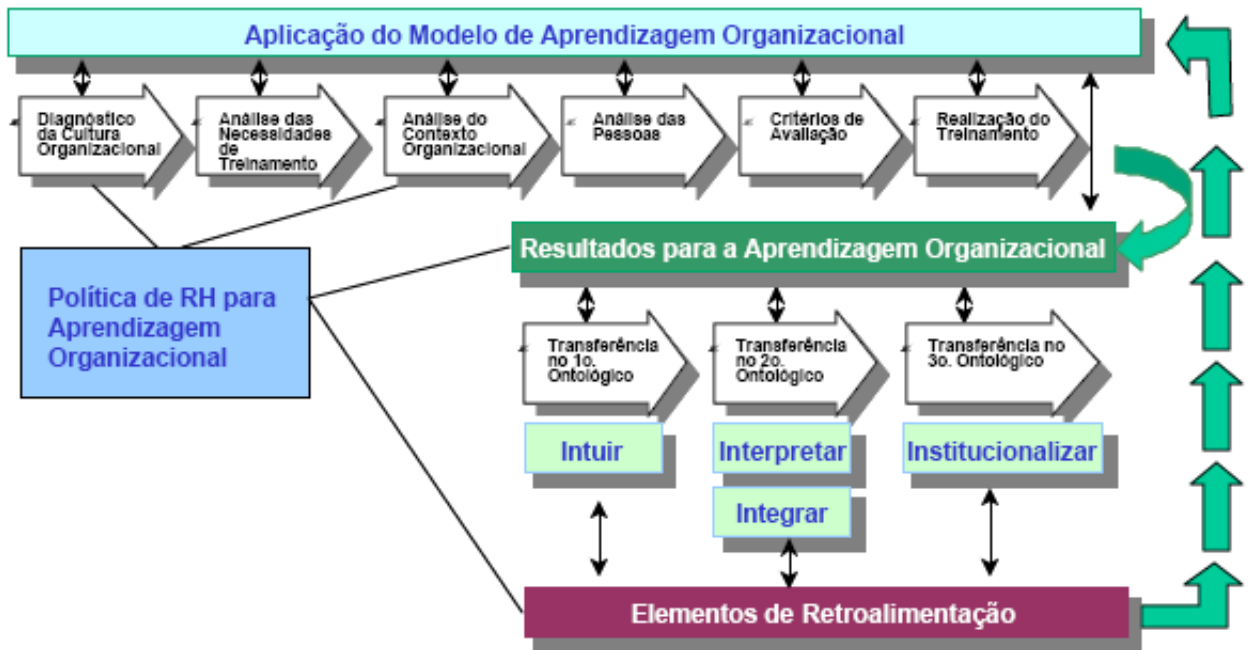 Aplicação do Modelo de Aprendizagem Organizacional
Diagnóstico
da Cultura
Organizacional
Análise das
Necessidades
de
Treinamento
Análise do
Contexto
Organizacional
Análise das
Pessoas
Critérios de
Avaliação
Realização do
Treinamento
Resultados para a Aprendizagem Organizacional
Política de RH para
Aprendizagem
Organizacional
Transferência
no 1o.
Ontológico
Transferência
no 2o.
Ontológico
Transferência no
3o. Ontológico
Intuir
Interpretar
Institucionalizar
Integrar
Elementos de Retroalimentação